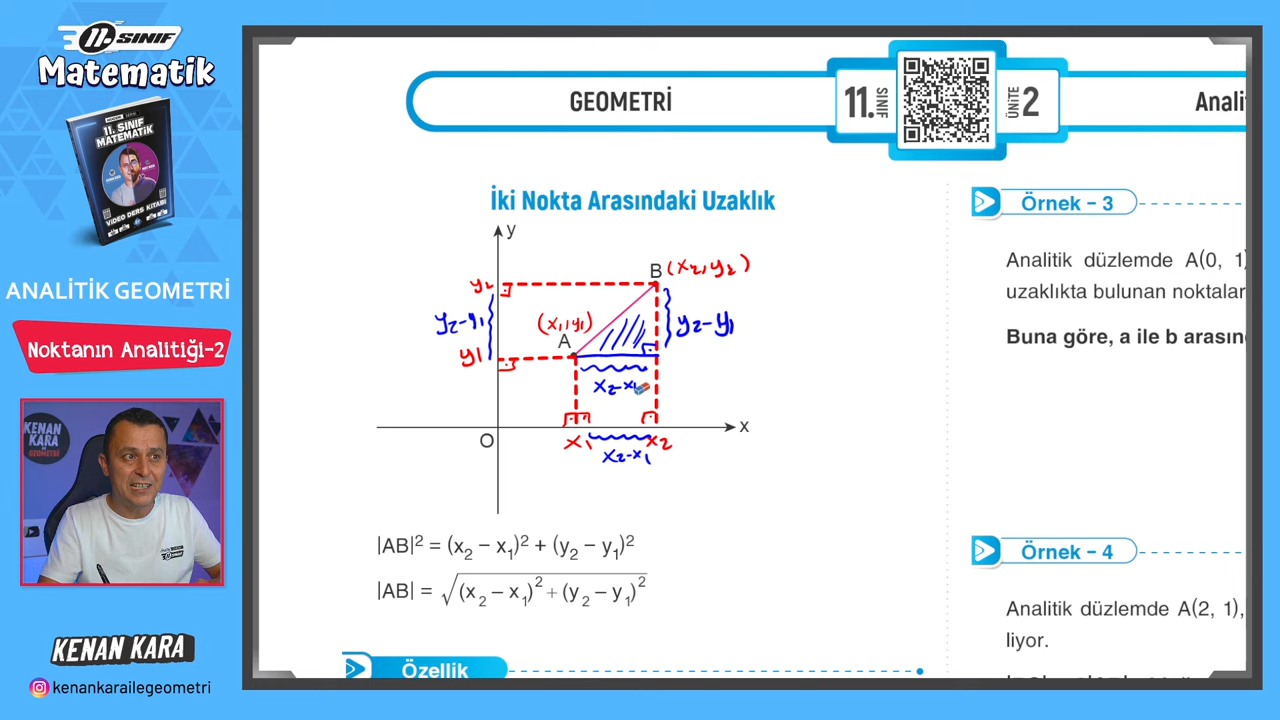 11. SINIF
Matematik
11. SINIF
MATEMATİK
VİDEO DERS KİTABI
ANALİTİK GEOMETRİ
Noktanın Analitiği-2
KENAN
KARA
İLE
GEOMETRİ
KENAN KARA
kenankarailegeometri
GEOMETRİ
11. SINIF
ÜNİTE 2
Anali
İki Nokta Arasındaki Uzaklık
y
B (x₂, y₂)
y₂
y₂-y₁
(x₁, y₁)
y₂-y₁
A
y₁
x₂-x₁
x
O
x₁
x₂
x₂-x₁
|AB|² = (x₂ – x₁)² + (y₂ – y₁)²
|AB| = √(x₂ – x₁)² + (y₂ – y₁)²
Özellik
Örnek – 3
Analitik düzlemde A(0, 1)
uzaklıkta bulunan noktalar
Buna göre, a ile b arasın
Örnek – 4
Analitik düzlemde A(2, 1),
liyor.